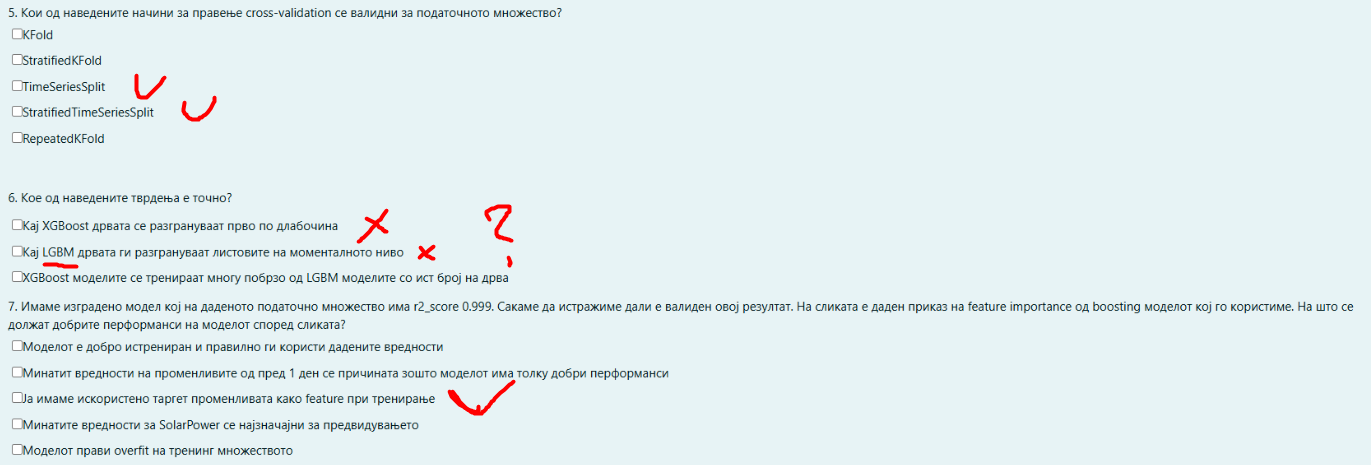 5. Кои од наведените начини за правење cross-validation се валидни за податочното множество?
KFold
StratifiedKFold
TimeSeriesSplit
StratifiedTimeSeriesSplit
RepeatedKFold
6. Кое од наведените тврдења е точно?
Кај XGBoost дрвата се разгрануваат прво по длабочина
?
Кај LGBM дрвата ги разгрануваат листовите на моменталното ниво
XGBoost моделите се тренираат многу побрзо од LGBM моделите со ист број на дрва
7. Имаме изградено модел кој на даденото податочно множество има r2_score 0.999. Сакаме да истражиме дали е валиден овој резултат. На сликата е даден приказ на feature importance од boosting моделот кој го користиме. На што се
должат добрите перформанси на моделот според сликата?
Моделот е добро истрениран и правилно ги користи дадените вредности
Минатит вредности на променливите од пред 1 ден се причината зошто моделот има толку добри перформанси
Ја имаме искористено таргет променливата како feature при тренирање
Минатите вредности за SolarPower се најзначајни за предвидувањето
Моделот прави overfit на тренинг множеството